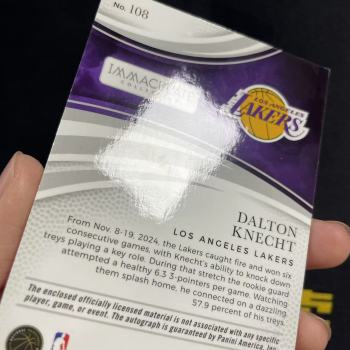 No. 108
IMMACULATE
COLLECTION
LOS ANGELES
LAKERS
DALTON
KNECHT
LOS ANGELES LAKERS
From Nov. 8-19, 2024, the Lakers caught fire and won six
consecutive games, with Knecht's ability to knock down
treys playing a key role. During that stretch the rookie guard
attempted a healthy 6.3 3-pointers per game. Watching
them splash home, he connected on a dazzling
57.9 percent of his treys.
The enclosed officially licensed material is not associated with any specific
player, game, or event. The autograph is guaranteed by Panini America, Inc.
NBA